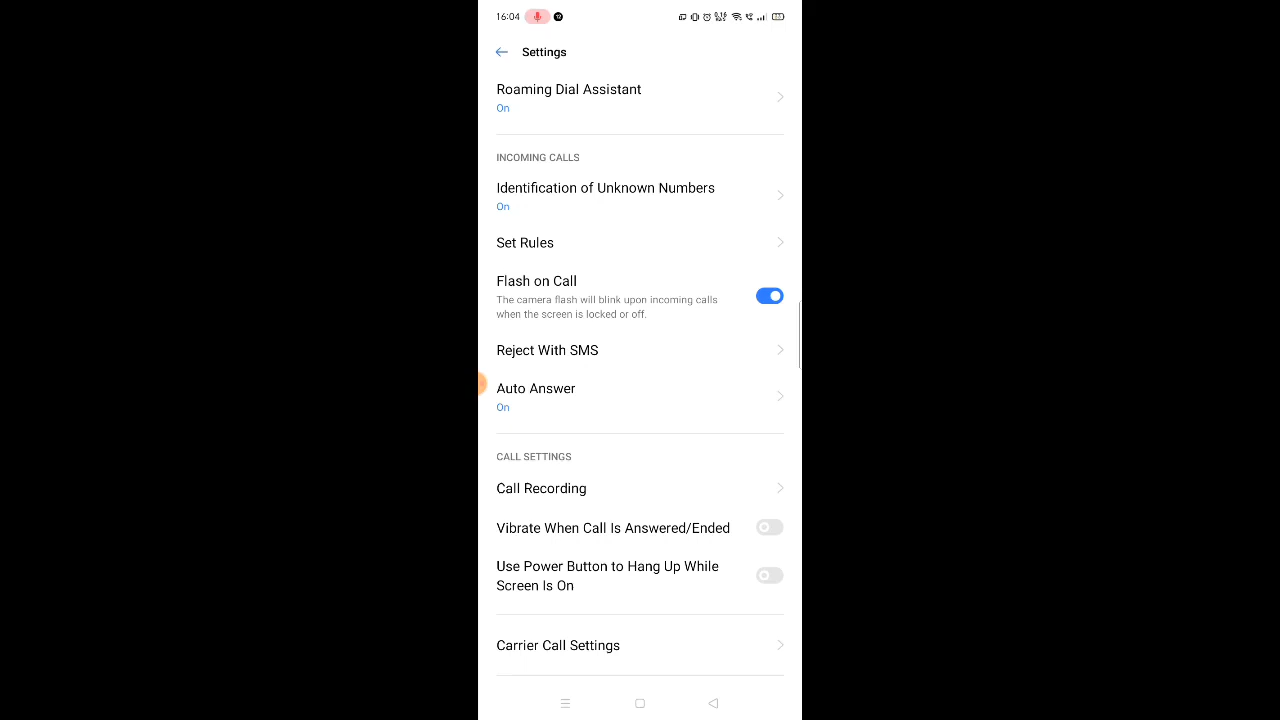 16:04
Settings
Roaming Dial Assistant
On
INCOMING CALLS
Identification of Unknown Numbers
On
Set Rules
Flash on Call
The camera flash will blink upon incoming calls
when the screen is locked or off.
Reject With SMS
Auto Answer
On
CALL SETTINGS
Call Recording
Vibrate When Call Is Answered/Ended
Use Power Button to Hang Up While
Screen Is On
Carrier Call Settings